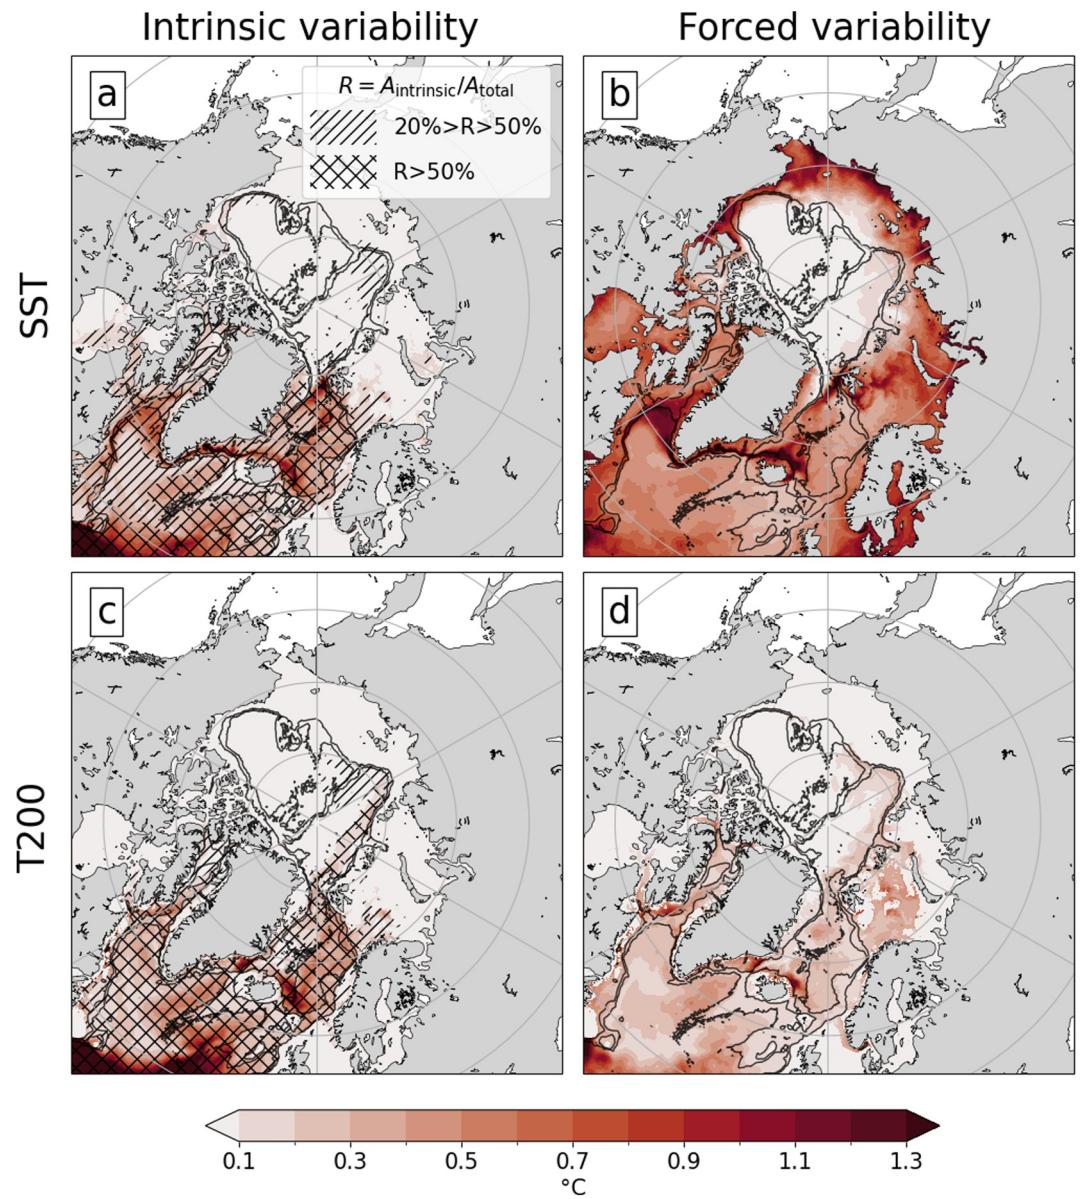 Intrinsic variability
Forced variability
a
R = A_intrinsic/A_total
20%>R>50%
R>50%
b
SST
c
d
T200
0.1 0.3 0.5 0.7 0.9 1.1 1.3
°C